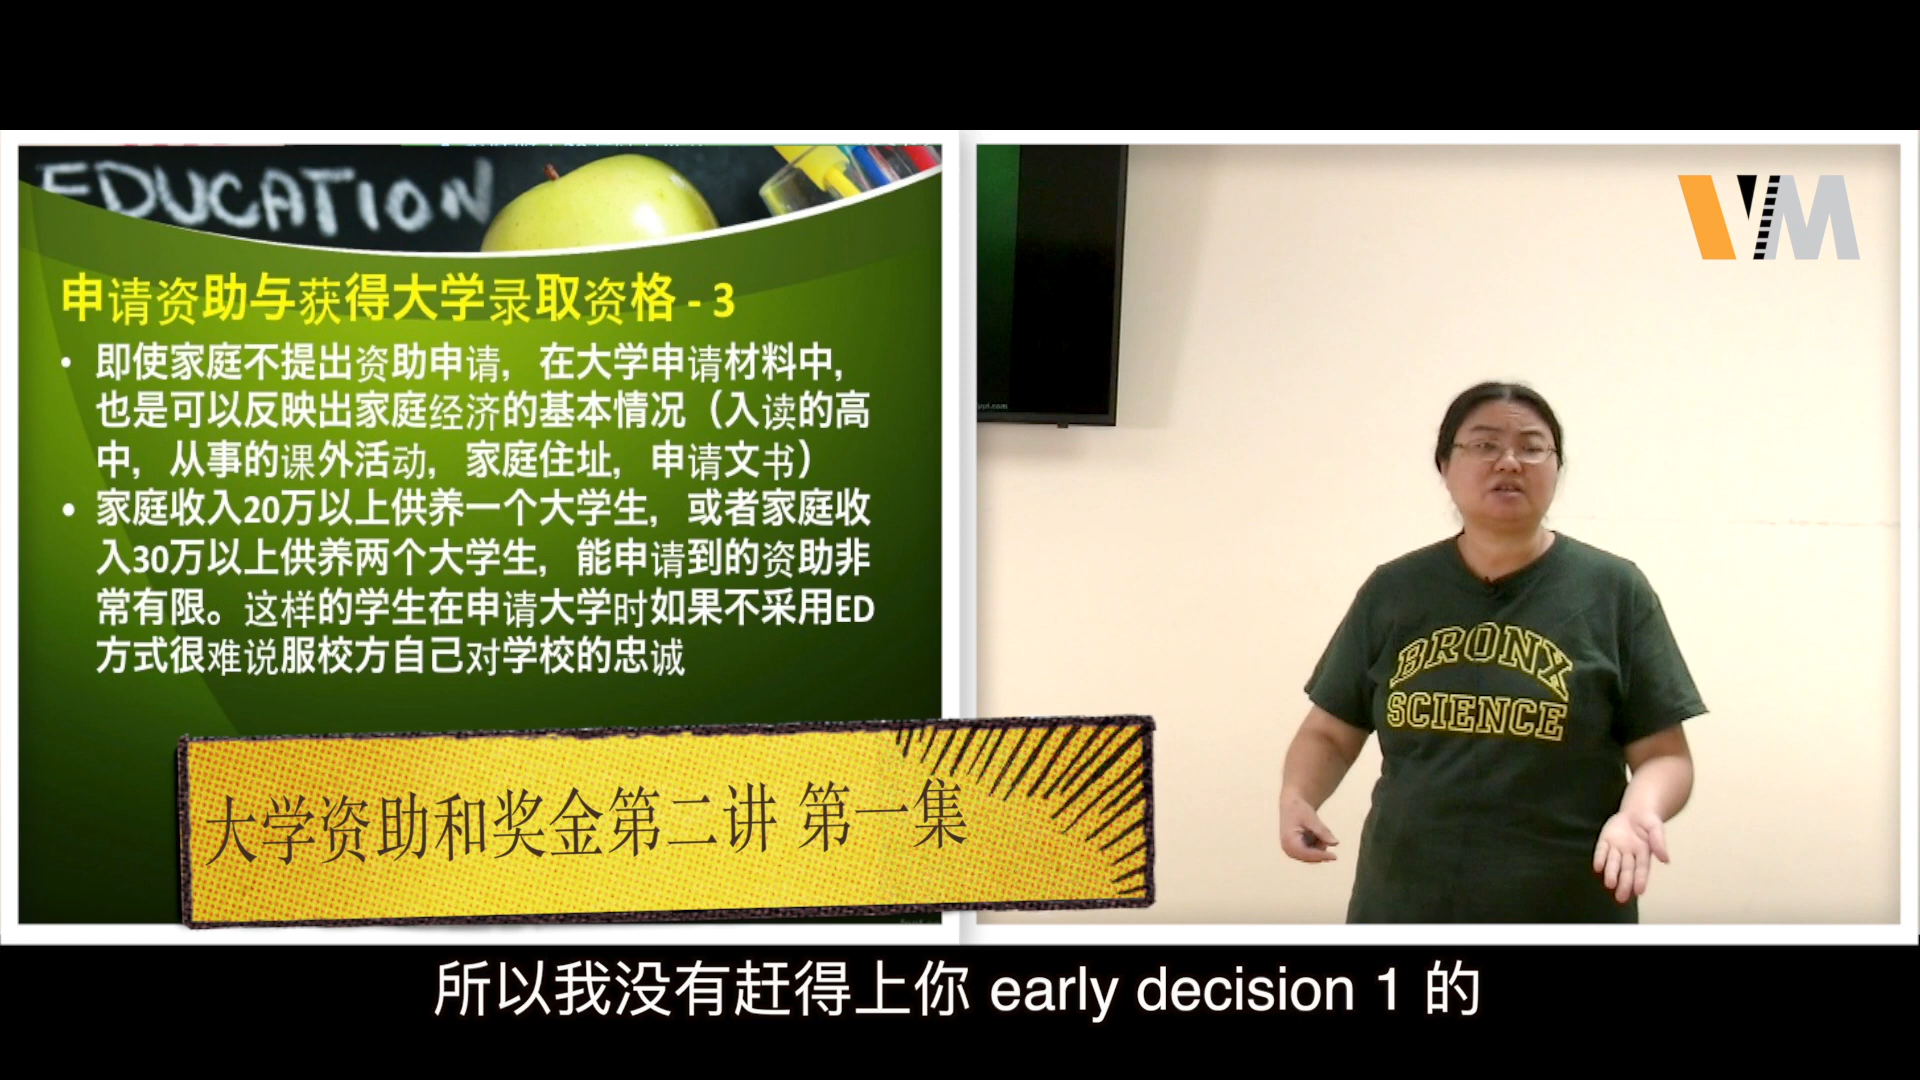 EDUCATION
申请资助与获得大学录取资格 - 3
• 即使家庭不提出资助申请，在大学申请材料中，
也是可以反映出家庭经济的基本情况（入读的高
中，从事的课外活动，家庭住址，申请文书）
• 家庭收入20万以上供养一个大学生，或者家庭收
入30万以上供养两个大学生，能申请到的资助非
常有限。这样的学生在申请大学时如果不采用ED
方式很难说服校方自己对学校的忠诚
VM
BRONX
SCIENCE
大学资助和奖金第二讲 第一集
所以我没有赶得上你 early decision 1 的